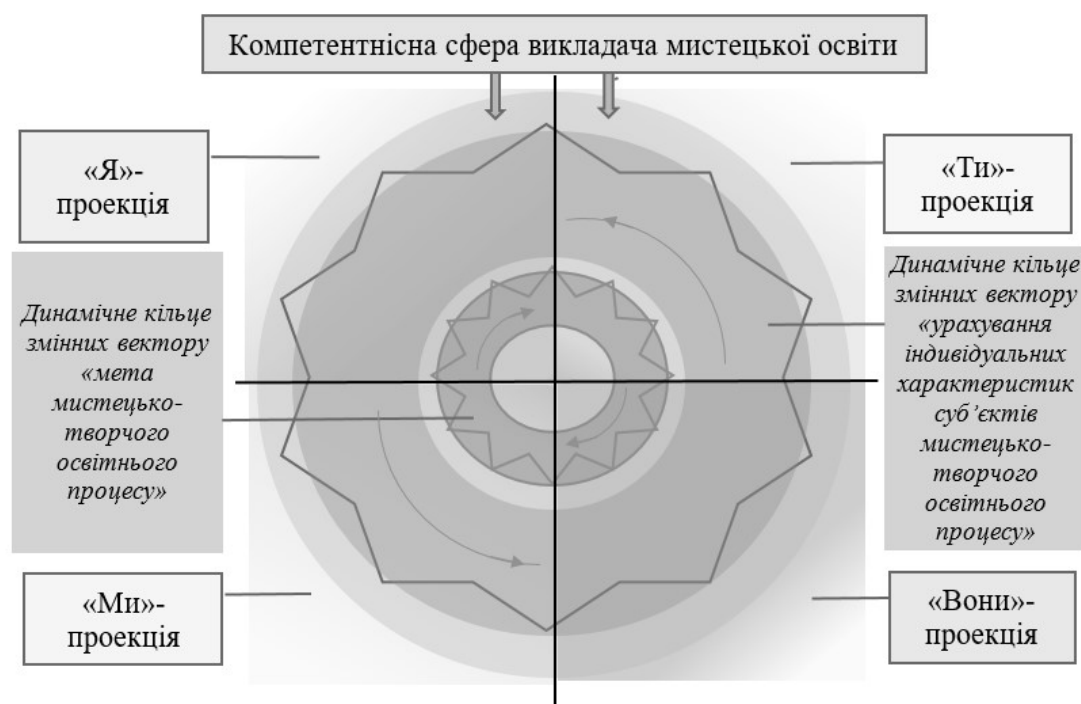 Компетентнісна сфера викладача мистецької освіти
«Я»-
проекція
«Ти»-
проекція
Динамічне кільце
змінних вектору
«мета
мистецько-
творчого
освітнього
процесу»
Динамічне кільце
змінних вектору
«урахування
індивідуальних
характеристик
суб’єктів
мистецько-
творчого
освітнього
процесу»
«Ми»-
проекція
«Вони»-
проекція